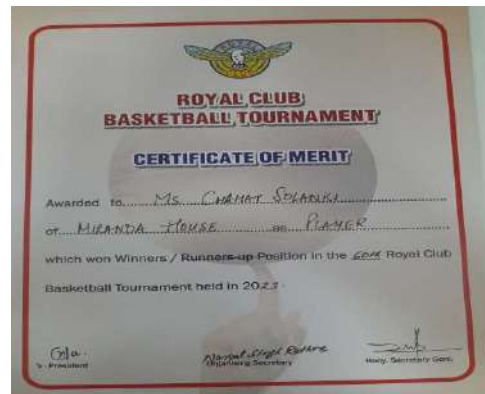 ROYAL
CLUB
ROYAL CLUB
BASKETBALL TOURNAMENT
CERTIFICATE OF MERIT
Awarded to Ms. CHAHAT SOLANKI
of MIRANDA HOUSE as PLAYER
which won Winners / Runners-up Position in the 60th Royal Club
Basketball Tournament held in 2023
President
Organising Secretary
Hony. Secretary Genl.